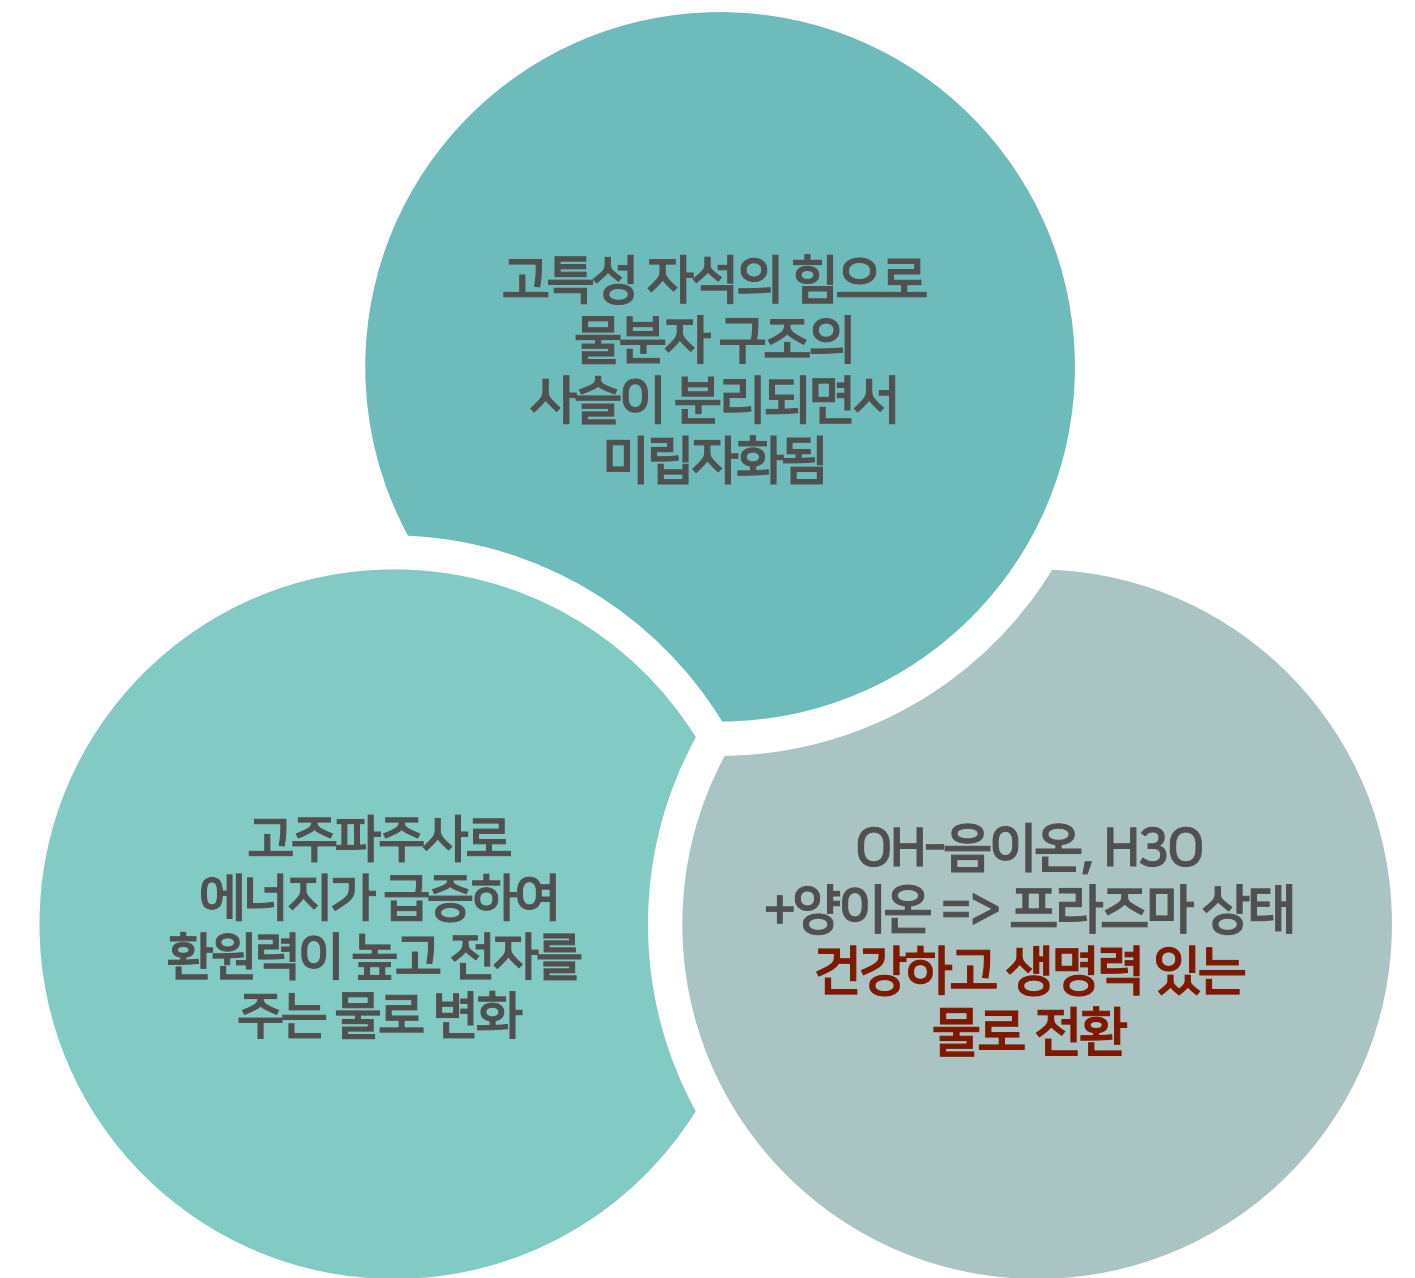 고특성 자석의 힘으로
물분자 구조의
사슬이 분리되면서
미립자화됨
고주파주사로
에너지가 급증하여
환원력이 높고 전자를
주는 물로 변화
OH-음이온, H3O
+양이온 => 프라즈마 상태
건강하고 생명력 있는
물로 전환